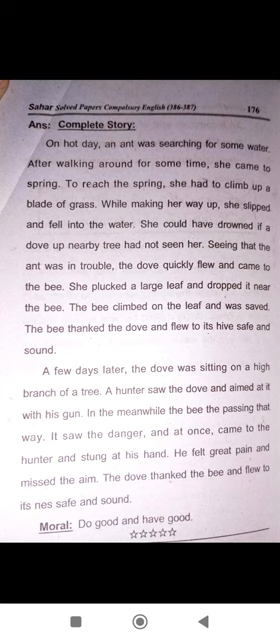 Sahar Solved Papers Compulsory English (386-387) 176
Ans: Complete Story:
On hot day, an ant was searching for some water.
After walking around for some time, she came to
spring. To reach the spring, she had to climb up a
blade of grass. While making her way up, she slipped
and fell into the water. She could have drowned if a
dove up nearby tree had not seen her. Seeing that the
ant was in trouble, the dove quickly flew and came to
the bee. She plucked a large leaf and dropped it near
the bee. The bee climbed on the leaf and was saved.
The bee thanked the dove and flew to its hive safe and
sound.
A few days later, the dove was sitting on a high
branch of a tree. A hunter saw the dove and aimed at it
with his gun. In the meanwhile the bee the passing that
way. It saw the danger, and at once, came to the
hunter and stung at his hand. He felt great pain and
missed the aim. The dove thanked the bee and flew to
its nes safe and sound.
Moral: Do good and have good.